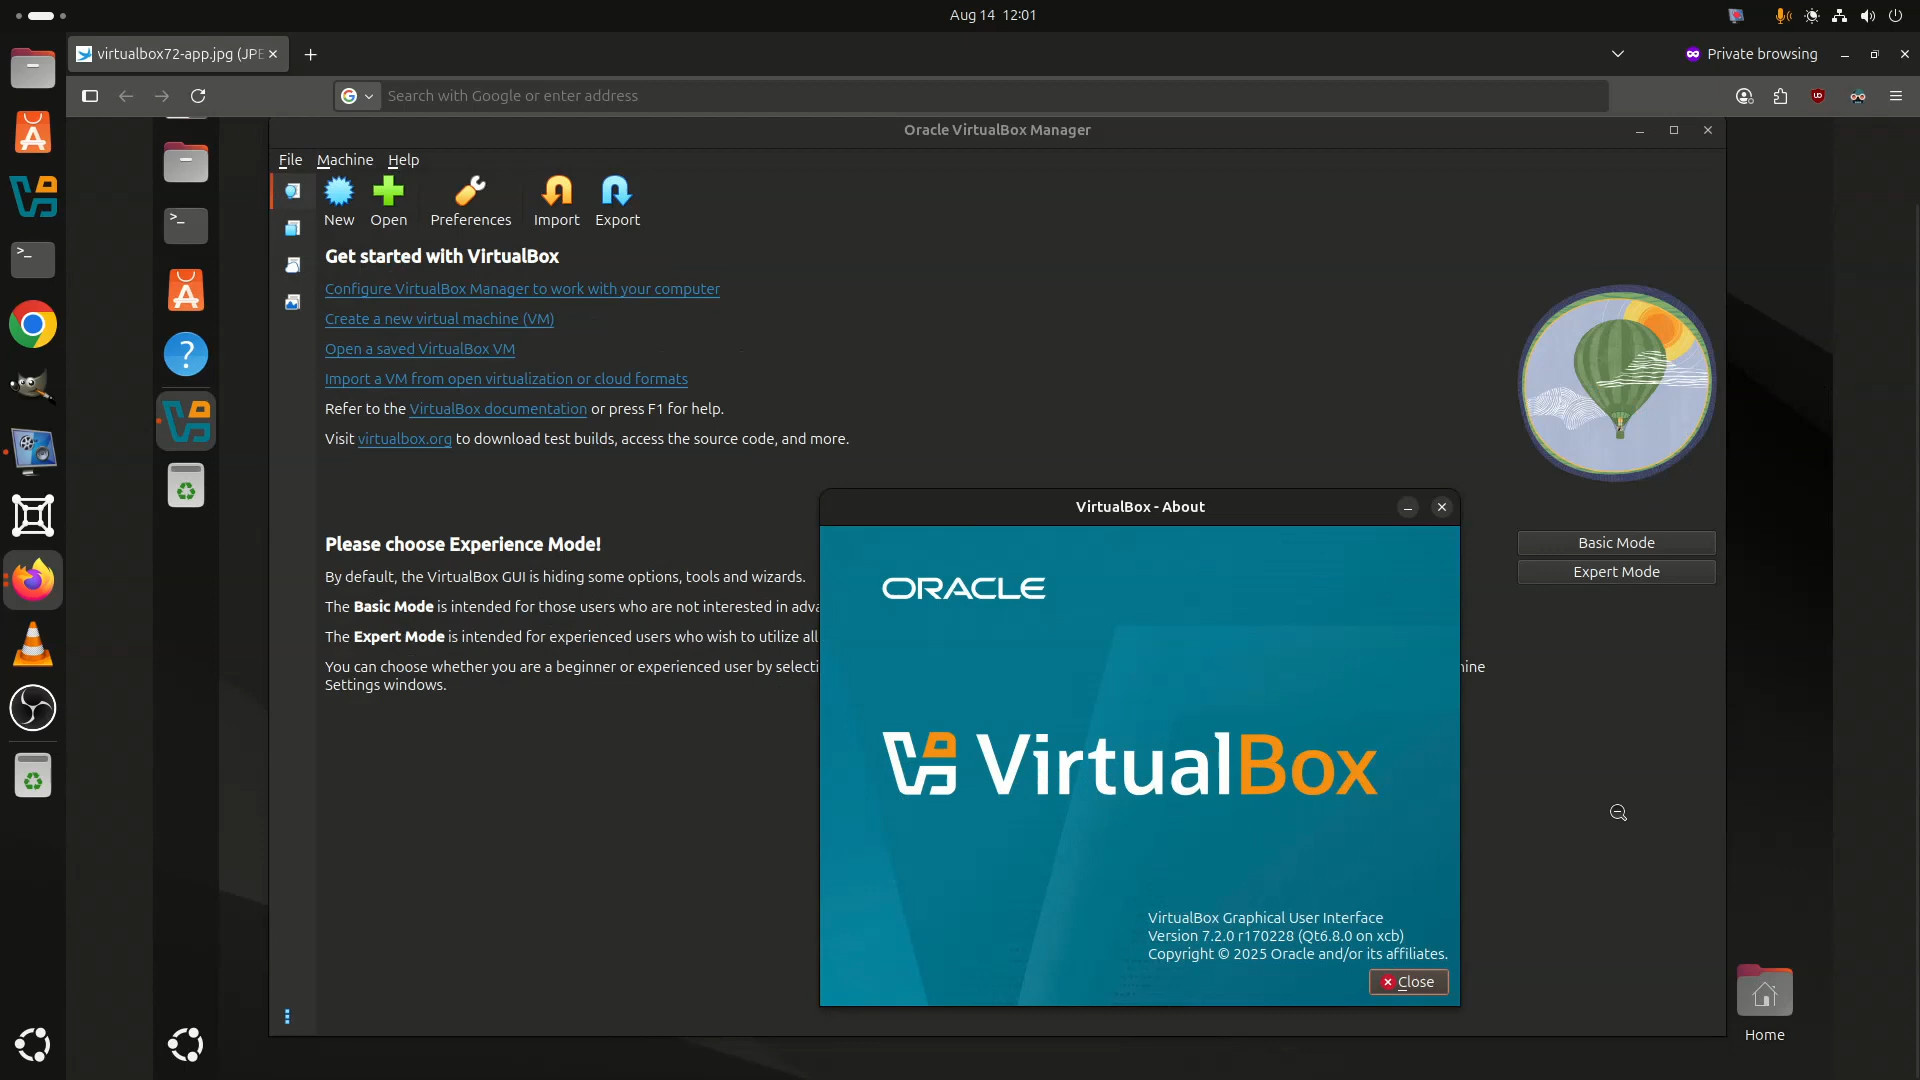 Aug 14 12:01
virtualbox72-app.jpg (JPE
Private browsing
Search with Google or enter address
Oracle VirtualBox Manager
File Machine Help
New Open Preferences Import Export
Get started with VirtualBox
Configure VirtualBox Manager to work with your computer
Create a new virtual machine (VM)
Open a saved VirtualBox VM
Import a VM from open virtualization or cloud formats
Refer to the VirtualBox documentation or press F1 for help.
Visit virtualbox.org to download test builds, access the source code, and more.
Please choose Experience Mode!
By default, the VirtualBox GUI is hiding some options, tools and wizards.
The Basic Mode is intended for those users who are not interested in adva
The Expert Mode is intended for experienced users who wish to utilize all
You can choose whether you are a beginner or experienced user by selecti
hine
Settings windows.
Basic Mode
Expert Mode
VirtualBox - About
ORACLE
VirtualBox
VirtualBox Graphical User Interface
Version 7.2.0 r170228 (Qt6.8.0 on xcb)
Copyright © 2025 Oracle and/or its affiliates.
Close
Home